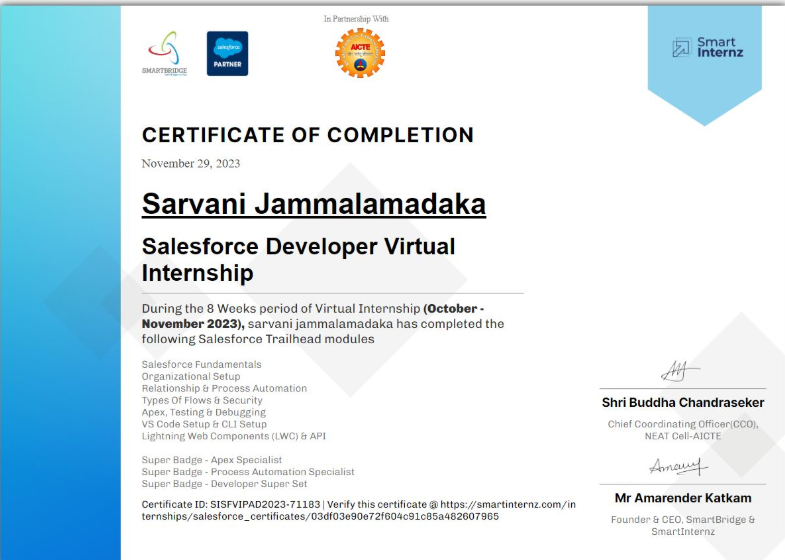 In Partnership With
SMARTBRIDGE
salesforce
PARTNER
AICTE
Smart
Internz
CERTIFICATE OF COMPLETION
November 29, 2023
Sarvani Jammalamadaka
Salesforce Developer Virtual
Internship
During the 8 Weeks period of Virtual Internship (October -
November 2023), sarvani jammalamadaka has completed the
following Salesforce Trailhead modules
Salesforce Fundamentals
Organizational Setup
Relationship & Process Automation
Types Of Flows & Security
Apex, Testing & Debugging
VS Code Setup & CLI Setup
Lightning Web Components (LWC) & API
Super Badge - Apex Specialist
Super Badge - Process Automation Specialist
Super Badge - Developer Super Set
Certificate ID: SISFVIPAD2023-71183 | Verify this certificate @ https://smartinternz.com/in
ternships/salesforce_certificates/03df03e90e72f604c91c85a482607965
Shri Buddha Chandraseker
Chief Coordinating Officer(CCO),
NEAT Cell-AICTE
Mr Amarender Katkam
Founder & CEO, SmartBridge &
SmartInternz